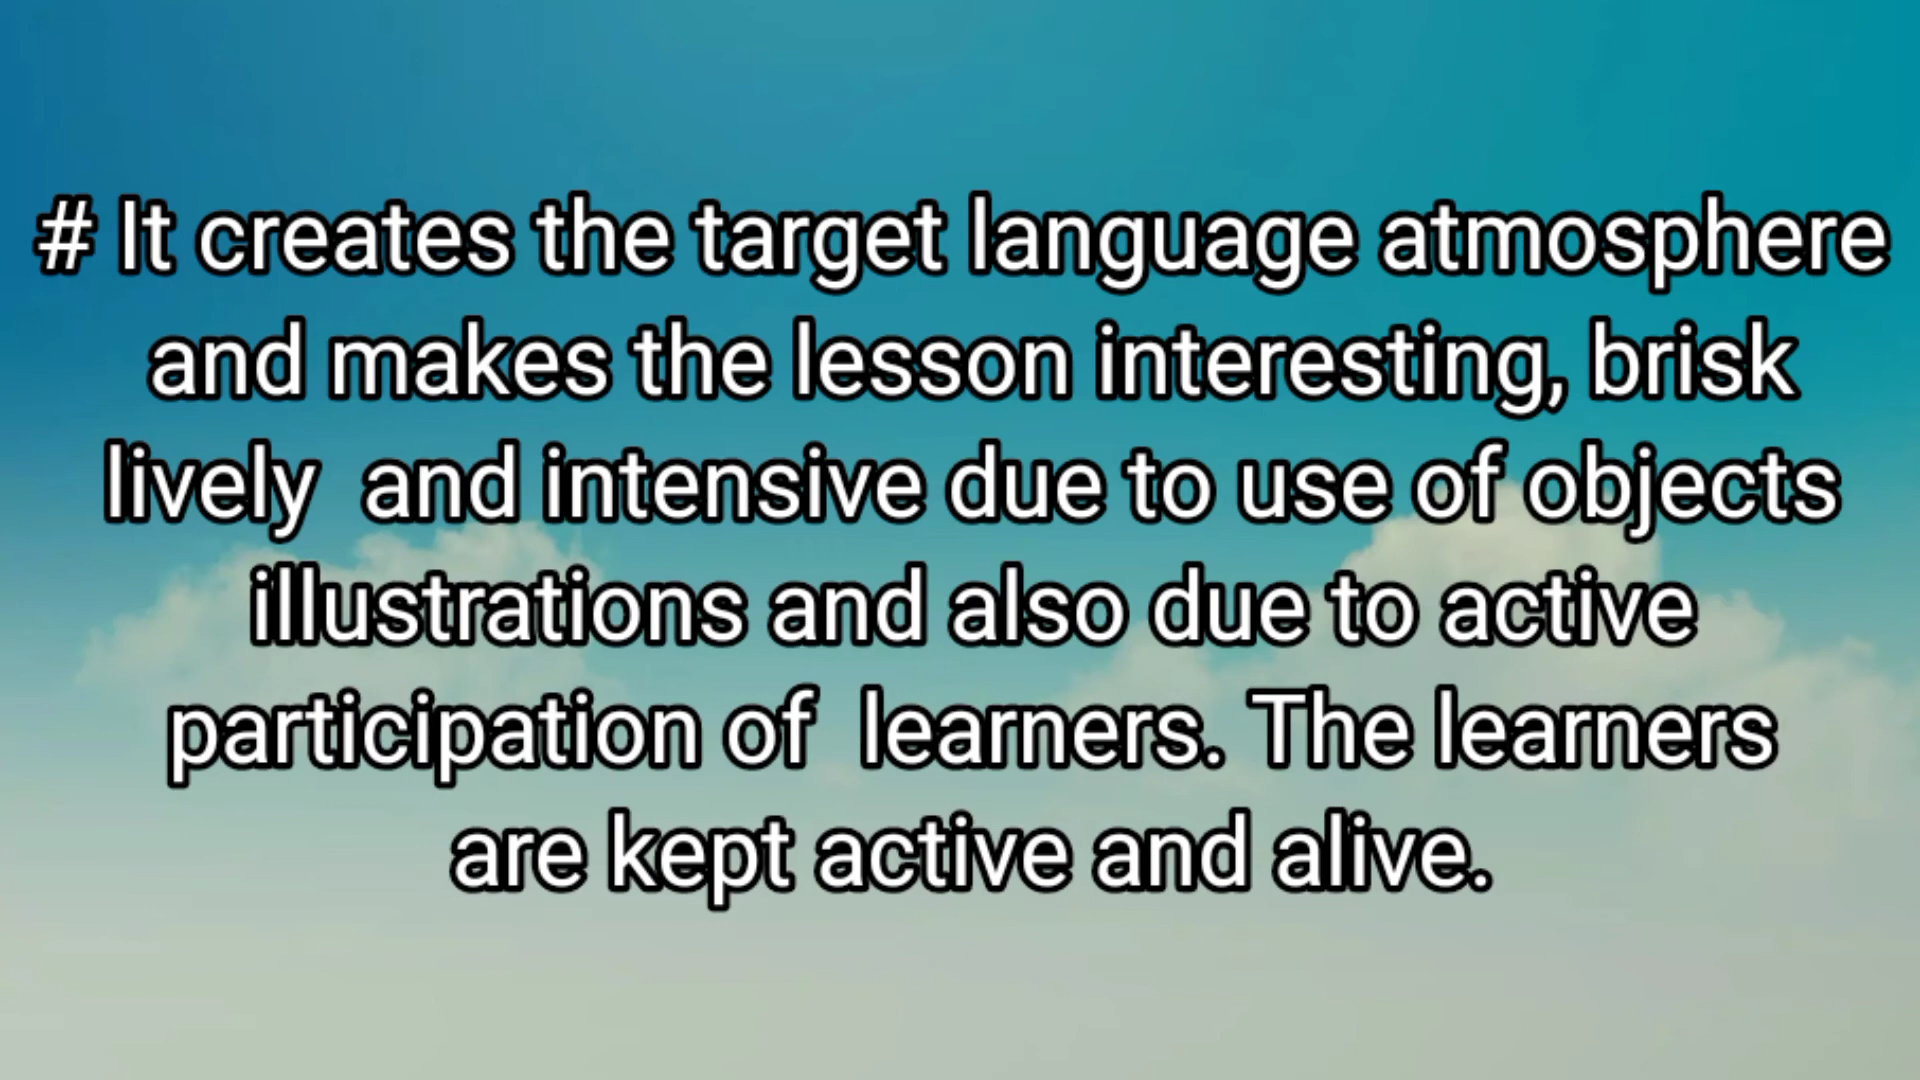 # It creates the target language atmosphere
and makes the lesson interesting, brisk
lively  and intensive due to use of objects
illustrations and also due to active
participation of  learners. The learners
are kept active and alive.